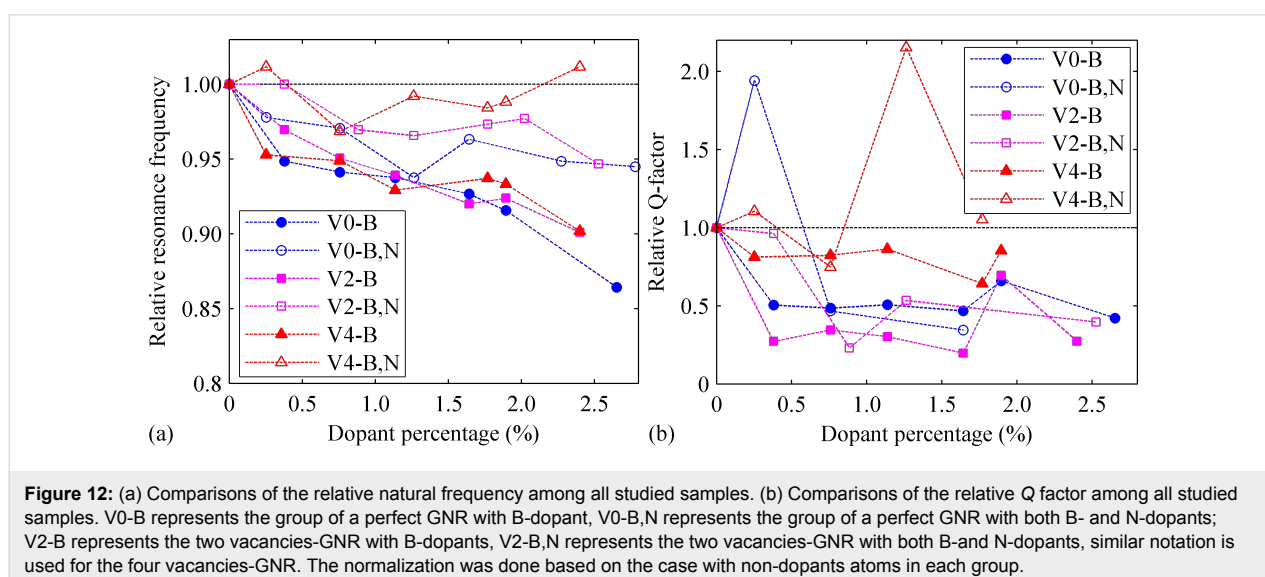 1.00
0.95
0.90
0.85
0.8
Relative resonance frequency
V0-B
V0-B,N
V2-B
V2-B,N
V4-B
V4-B,N
0 0.5 1.0 1.5 2.0 2.5
(a) Dopant percentage (%)
2.0
1.5
1.0
0.5
0
Relative Q-factor
V0-B
V0-B,N
V2-B
V2-B,N
V4-B
V4-B,N
0 0.5 1.0 1.5 2.0 2.5
(b) Dopant percentage (%)
Figure 12: (a) Comparisons of the relative natural frequency among all studied samples. (b) Comparisons of the relative Q factor among all studied
samples. V0-B represents the group of a perfect GNR with B-dopant, V0-B,N represents the group of a perfect GNR with both B- and N-dopants;
V2-B represents the two vacancies-GNR with B-dopants, V2-B,N represents the two vacancies-GNR with both B-and N-dopants, similar notation is
used for the four vacancies-GNR. The normalization was done based on the case with non-dopants atoms in each group.